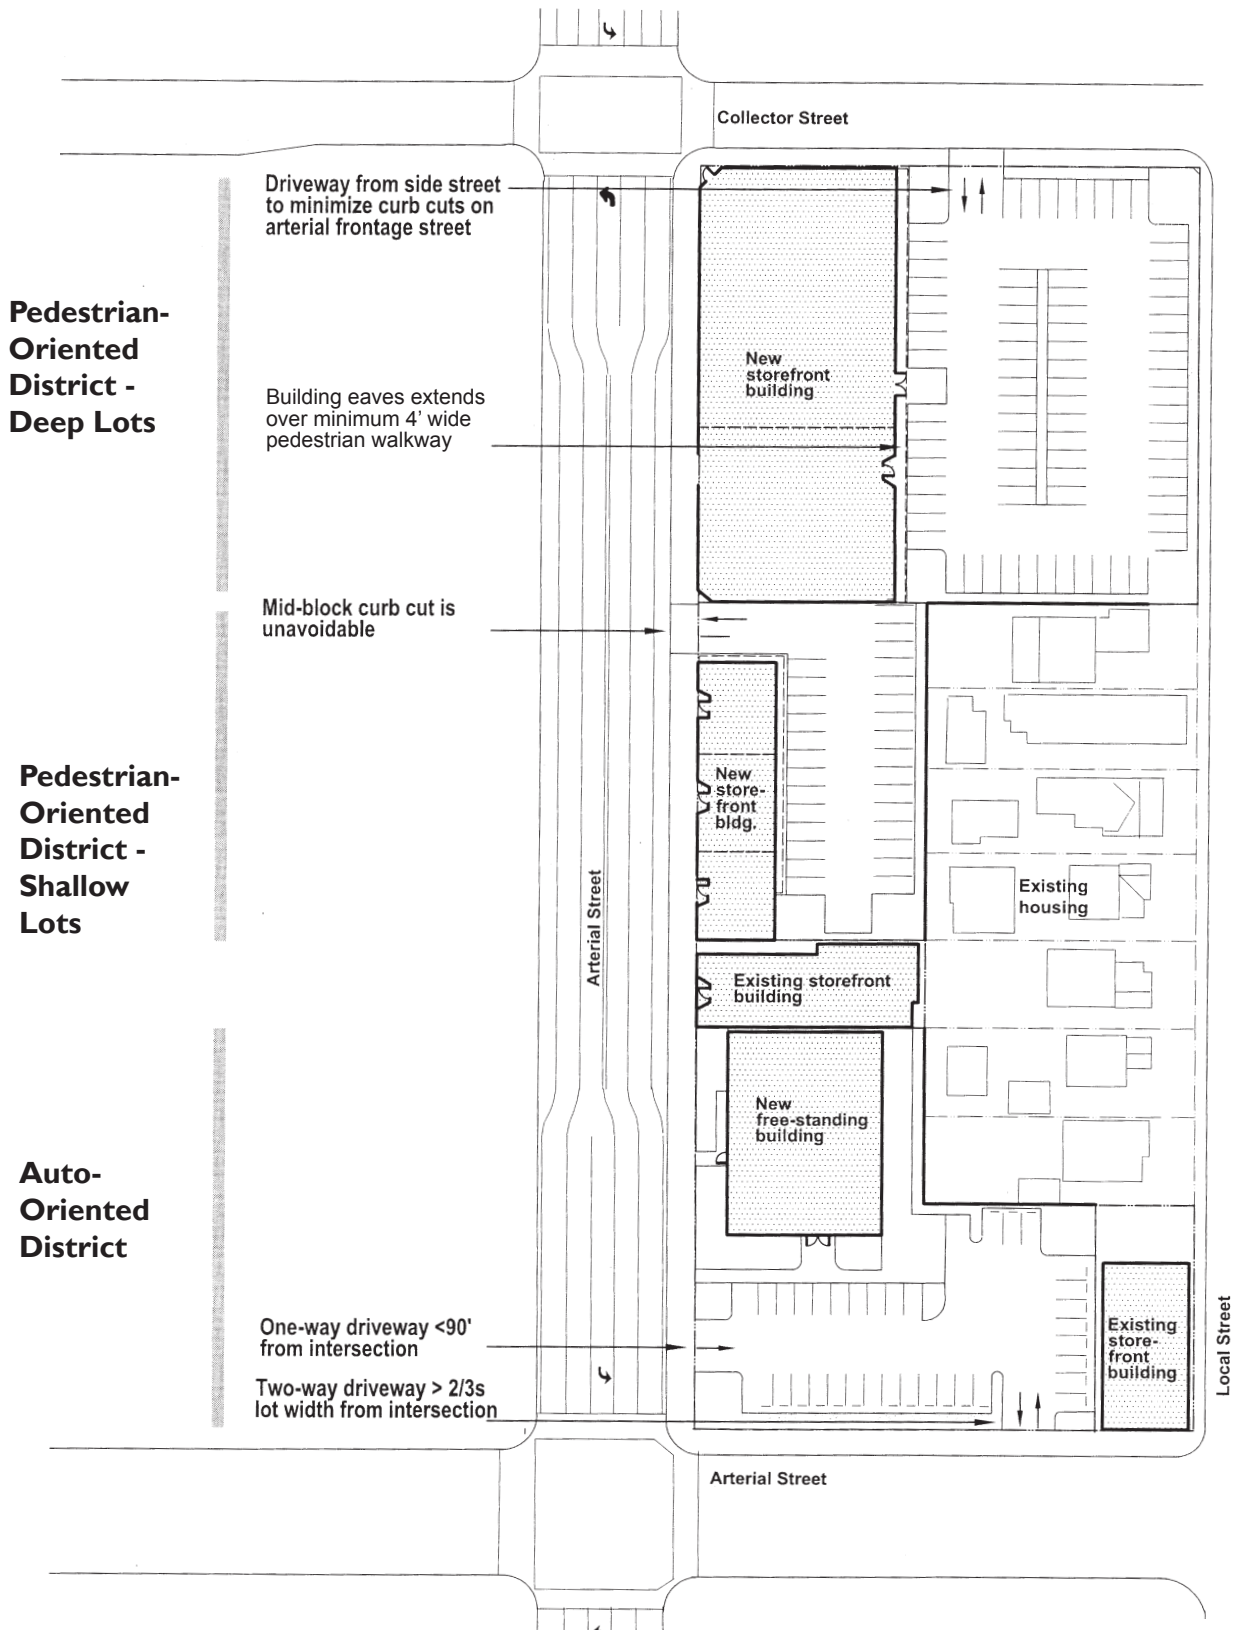 Collector Street
Driveway from side street
to minimize curb cuts on
arterial frontage street
Pedestrian-
Oriented
District -
Deep Lots
New
storefront
building
Building eaves extends
over minimum 4’ wide
pedestrian walkway
Mid-block curb cut is
unavoidable
Pedestrian-
Oriented
District -
Shallow
Lots
New
store-
front
bldg.
Arterial Street
Existing
housing
Existing storefront
building
New
free-standing
building
Auto-
Oriented
District
One-way driveway <90'
from intersection
Two-way driveway > 2/3s
lot width from intersection
Existing
store-
front
building
Local Street
Arterial Street